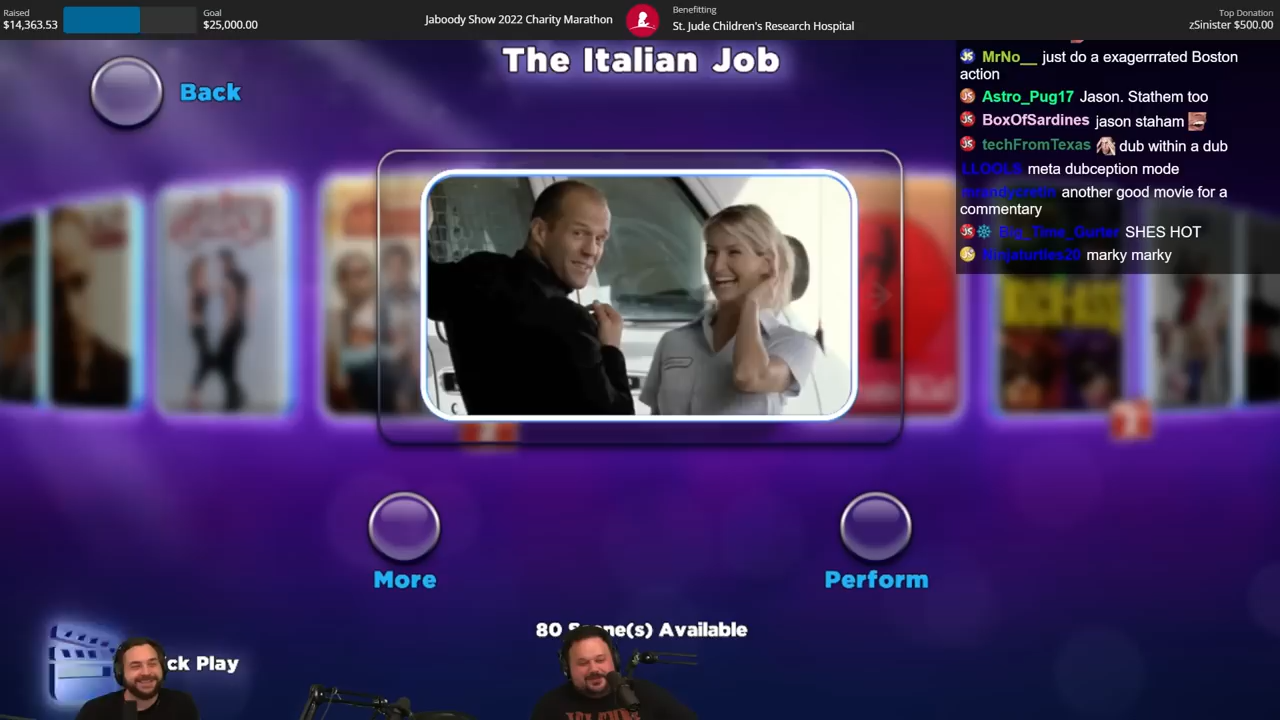 Raised
$14,363.53
Goal
$25,000.00
Jaboody Show 2022 Charity Marathon
Benefitting
St. Jude Children's Research Hospital
Top Donation
zSinister $500.00
The Italian Job
Back
MrNo__ just do a exagerrrated Boston
action
Astro_Pug17 Jason. Stathem too
BoxOfSardines jason staham
techFromTexas dub within a dub
LLOOLS meta dubception mode
another good movie for a
commentary
Big_Time_Gurter SHES HOT
Ninjaturtles20 marky marky
More
Perform
80 Scene(s) Available
ck Play